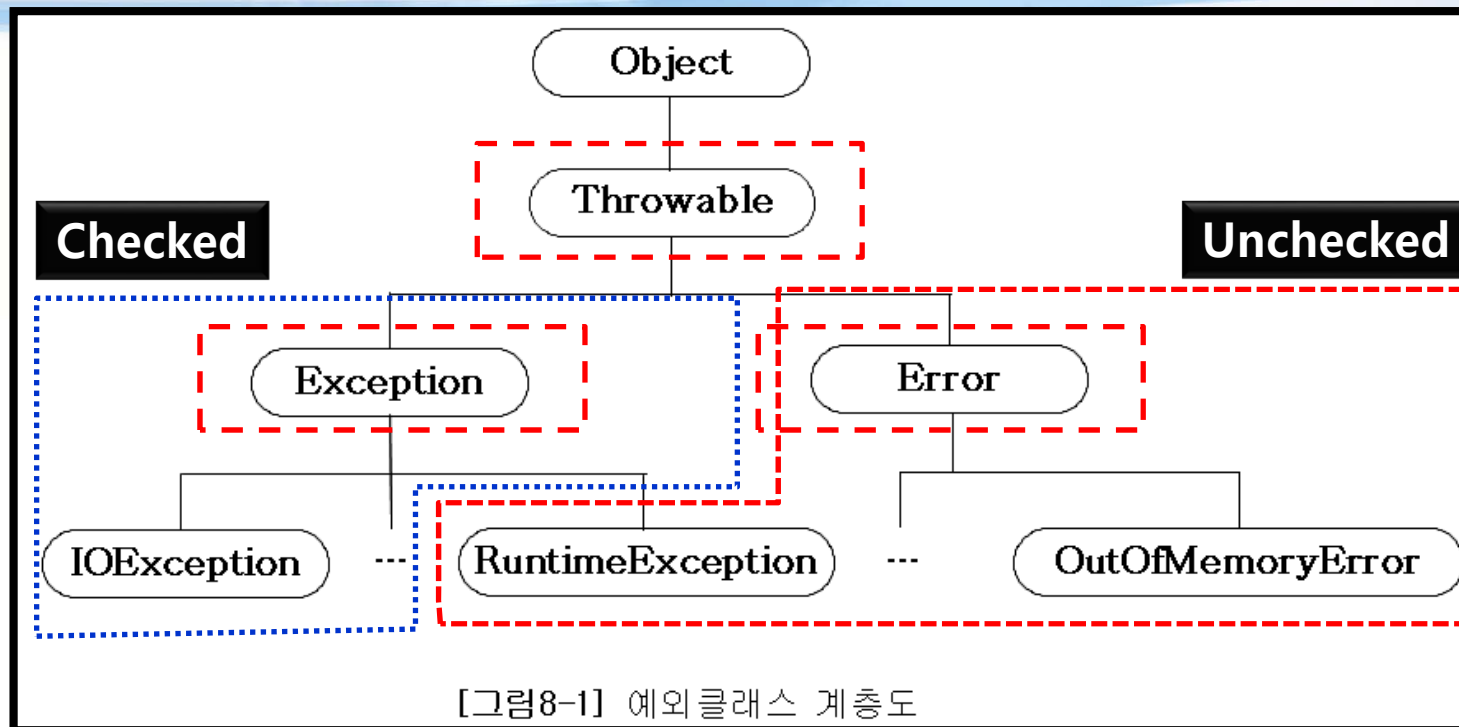 Object
Throwable
Checked
Unchecked
Exception
Error
IOException
---
RuntimeException
---
OutOfMemoryError
[그림8-1] 예외클래스 계층도